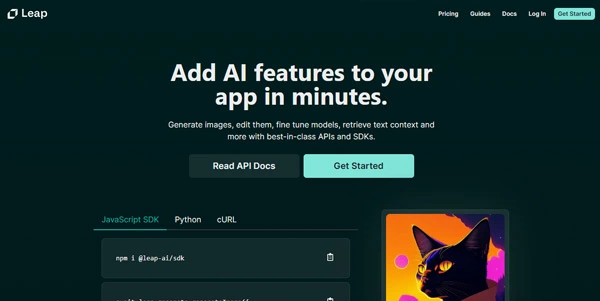 Leap
Pricing
Guides
Docs
Log In
Get Started
Add AI features to your
app in minutes.
Generate images, edit them, fine tune models, retrieve text context and
more with best-in-class APIs and SDKs.
Read API Docs
Get Started
JavaScript SDK
Python
cURL
npm i @leap-ai/sdk